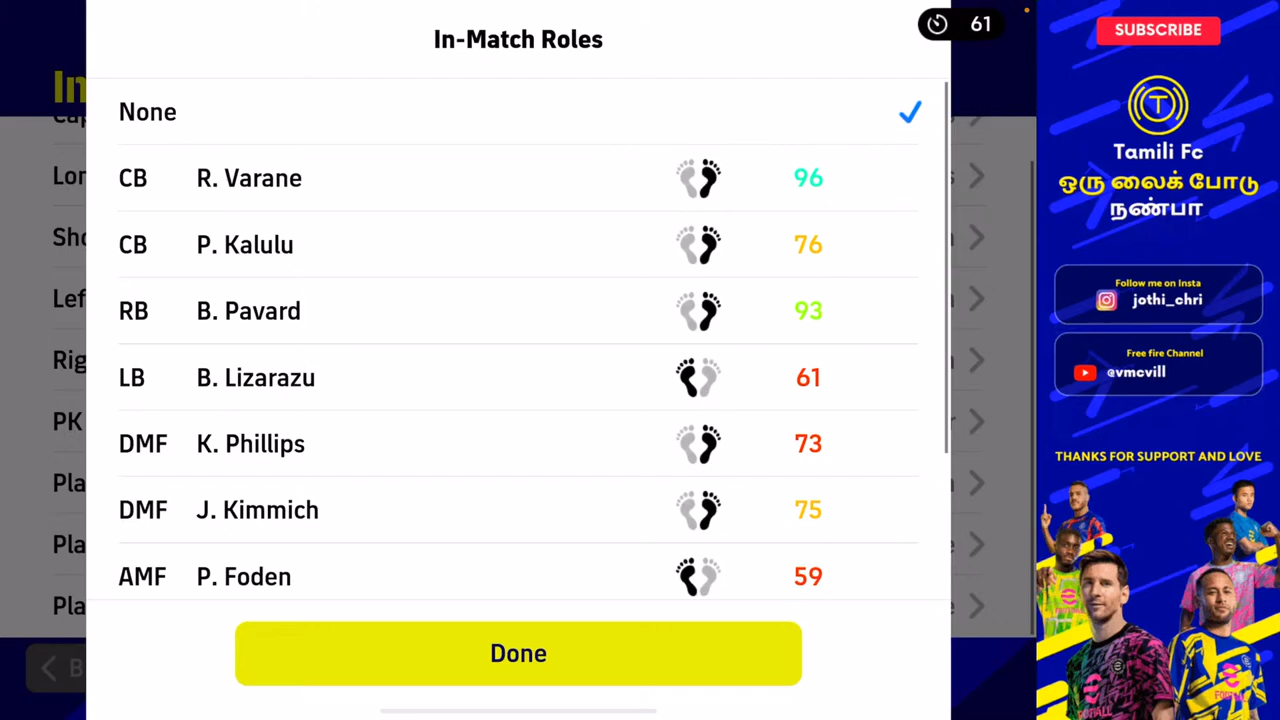 In-Match Roles
61
None
CB R. Varane 96
CB P. Kalulu 76
RB B. Pavard 93
LB B. Lizarazu 61
DMF K. Phillips 73
DMF J. Kimmich 75
AMF P. Foden 59
Done
SUBSCRIBE
T
Tamili Fc
ஒரு லைக் போடு
நண்பா
Follow me on Insta
jothi_chri
Free fire Channel
@vmcvill
THANKS FOR SUPPORT AND LOVE